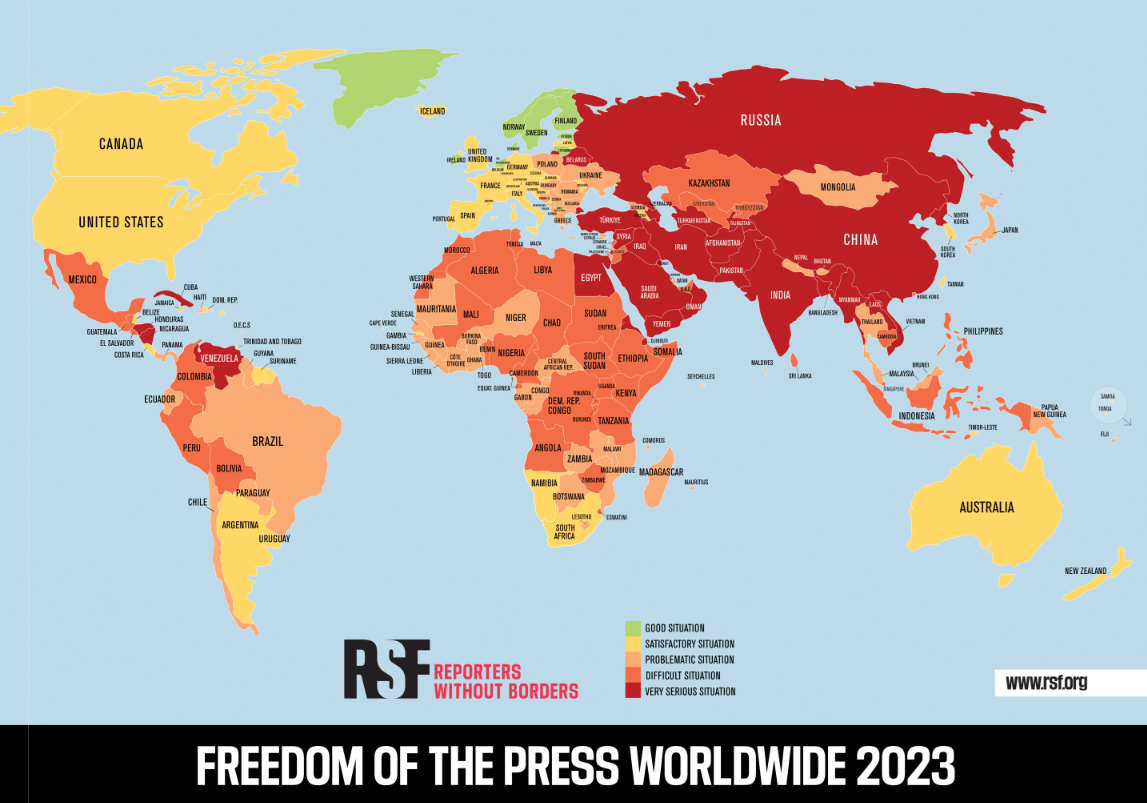 ICELAND
NORWAY
SWEDEN
FINLAND
RUSSIA
CANADA
UNITED STATES
IRELAND
UNITED
KINGDOM
GERMANY
POLAND
BELARUS
UKRAINE
FRANCE
ITALY
PORTUGAL
SPAIN
GREECE
TÜRKIYE
KAZAKHSTAN
MONGOLIA
UZBEKISTAN
KYRGYZSTAN
TURKMENISTAN
TAJIKISTAN
AZERBAIJAN
SYRIA
IRAQ
IRAN
AFGHANISTAN
PAKISTAN
CHINA
NORTH
KOREA
SOUTH
KOREA
JAPAN
TAIWAN
HONG KONG
NEPAL
BHUTAN
INDIA
BANGLADESH
MYANMAR
LAOS
THAILAND
VIETNAM
CAMBODIA
PHILIPPINES
MALDIVES
SRI LANKA
MALAYSIA
BRUNEI
SINGAPORE
INDONESIA
TIMOR-LESTE
PAPUA
NEW GUINEA
SAMOA
TONGA
FIJI
AUSTRALIA
NEW ZEALAND
MEXICO
CUBA
JAMAICA
HAITI
DOM. REP.
BELIZE
HONDURAS
NICARAGUA
GUATEMALA
EL SALVADOR
COSTA RICA
PANAMA
O.E.C.S
TRINIDAD AND TOBAGO
GUYANA
SURINAME
VENEZUELA
COLOMBIA
ECUADOR
PERU
BRAZIL
BOLIVIA
PARAGUAY
CHILE
ARGENTINA
URUGUAY
MOROCCO
TUNISIA
MALTA
ALGERIA
LIBYA
EGYPT
WESTERN
SAHARA
MAURITANIA
MALI
NIGER
CHAD
SUDAN
ERITREA
SAUDI
ARABIA
QATAR
OMAN
YEMEN
DJIBOUTI
SENEGAL
CAPE VERDE
GAMBIA
GUINEA-BISSAU
GUINEA
SIERRA LEONE
LIBERIA
CÔTE
D'IVOIRE
BURKINA
FASO
GHANA
TOGO
BENIN
NIGERIA
CAMEROON
EQUAT. GUINEA
GABON
CONGO
CENTRAL
AFRICAN REP.
SOUTH
SUDAN
ETHIOPIA
SOMALIA
UGANDA
KENYA
RWANDA
BURUNDI
DEM. REP.
CONGO
TANZANIA
SEYCHELLES
COMOROS
ANGOLA
ZAMBIA
MALAWI
MOZAMBIQUE
ZIMBABWE
MADAGASCAR
MAURITIUS
NAMIBIA
BOTSWANA
LESOTHO
ESWATINI
SOUTH
AFRICA
GOOD SITUATION
SATISFACTORY SITUATION
PROBLEMATIC SITUATION
DIFFICULT SITUATION
VERY SERIOUS SITUATION
RSF REPORTERS
WITHOUT BORDERS
www.rsf.org
FREEDOM OF THE PRESS WORLDWIDE 2023